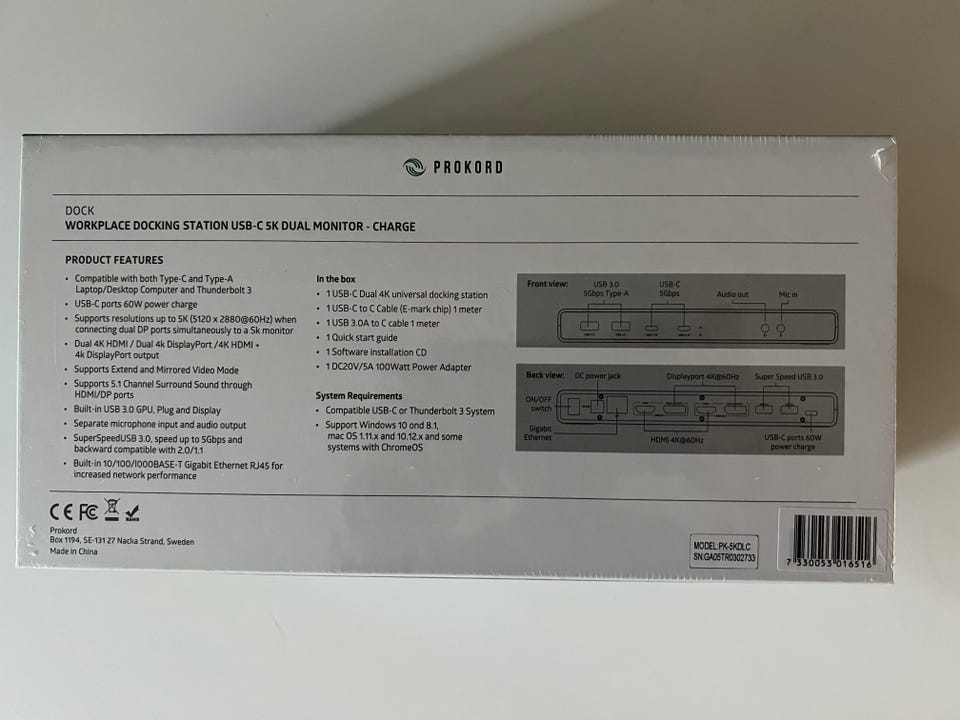 PROKORD
DOCK
WORKPLACE DOCKING STATION USB-C 5K DUAL MONITOR - CHARGE
PRODUCT FEATURES
• Compatible with both Type-C and Type-A
Laptop/Desktop Computer and Thunderbolt 3
• USB-C ports 60W power charge
• Supports resolutions up to 5K (5120 x 2880@60Hz) when
connecting dual DP ports simultaneously to a 5k monitor
• Dual 4K HDMI / Dual 4k DisplayPort /4K HDMI +
4k DisplayPort output
• Supports Extend and Mirrored Video Mode
• Supports 5.1 Channel Surround Sound through
HDMI/DP ports
• Built-in USB 3.0 GPU, Plug and Display
• Separate microphone input and audio output
• SuperSpeedUSB 3.0, speed up to 5Gbps and
backward compatible with 2.0/1.1
• Built-in 10/100/1000BASE-T Gigabit Ethernet RJ45 for
increased network performance
In the box
• 1 USB-C Dual 4K universal docking station
• 1 USB-C to C Cable (E-mark chip) 1 meter
• 1 USB 3.0A to C cable 1 meter
• 1 Quick start guide
• 1 Software installation CD
• 1 DC20V/5A 100Watt Power Adapter
System Requirements
• Compatible USB-C or Thunderbolt 3 System
• Support Windows 10 ond 8.1,
mac OS 1.11.x and 10.12.x and some
systems with ChromeOS
Front view:
USB 3.0
5Gbps Type-A
USB-C
5Gbps
Audio out
Mic in
Back view:
DC power jack
Displayport 4K@60Hz
Super Speed USB 3.0
ON/OFF
switch
Gigabit
Ethernet
HDMI 4K@60Hz
USB-C ports 60W
power charge
CE FC
Prokord
Box 1194, SE-131 27 Nacka Strand, Sweden
Made in China
MODEL:PK-5KDLC
SN:GA05TR0302733
7 330053 016516